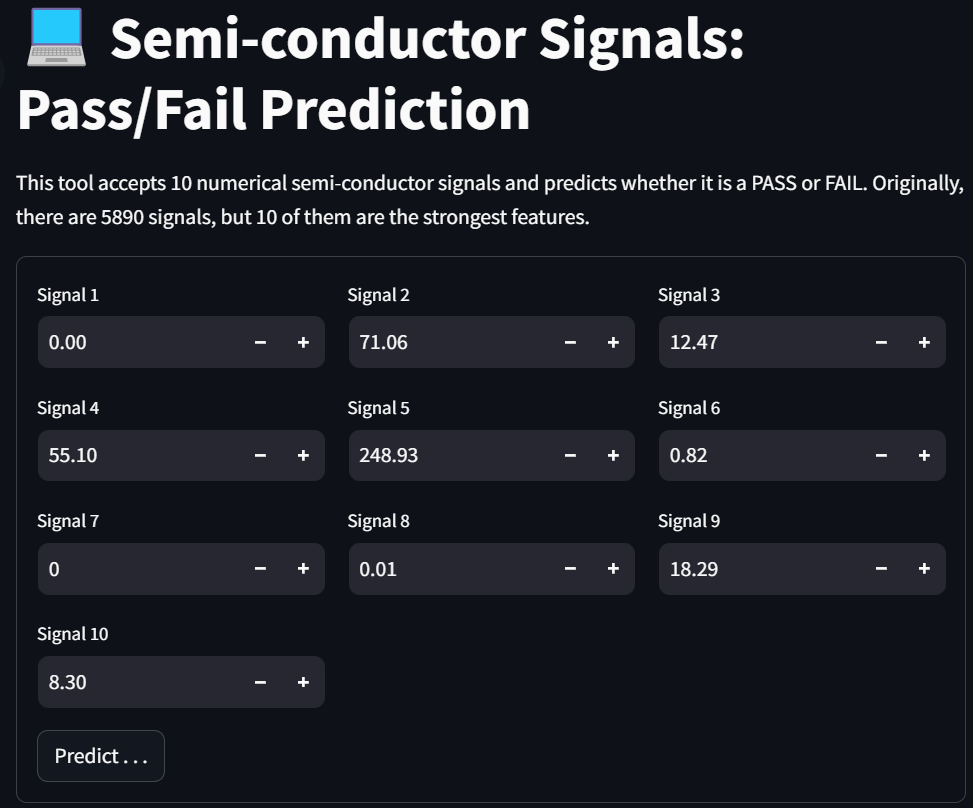 Semi-conductor Signals:
Pass/Fail Prediction
This tool accepts 10 numerical semi-conductor signals and predicts whether it is a PASS or FAIL. Originally,
there are 5890 signals, but 10 of them are the strongest features.
Signal 1 Signal 2 Signal 3
0.00 − + 71.06 − + 12.47 − +
Signal 4 Signal 5 Signal 6
55.10 − + 248.93 − + 0.82 − +
Signal 7 Signal 8 Signal 9
0 − + 0.01 − + 18.29 − +
Signal 10
8.30 − +
Predict . . .